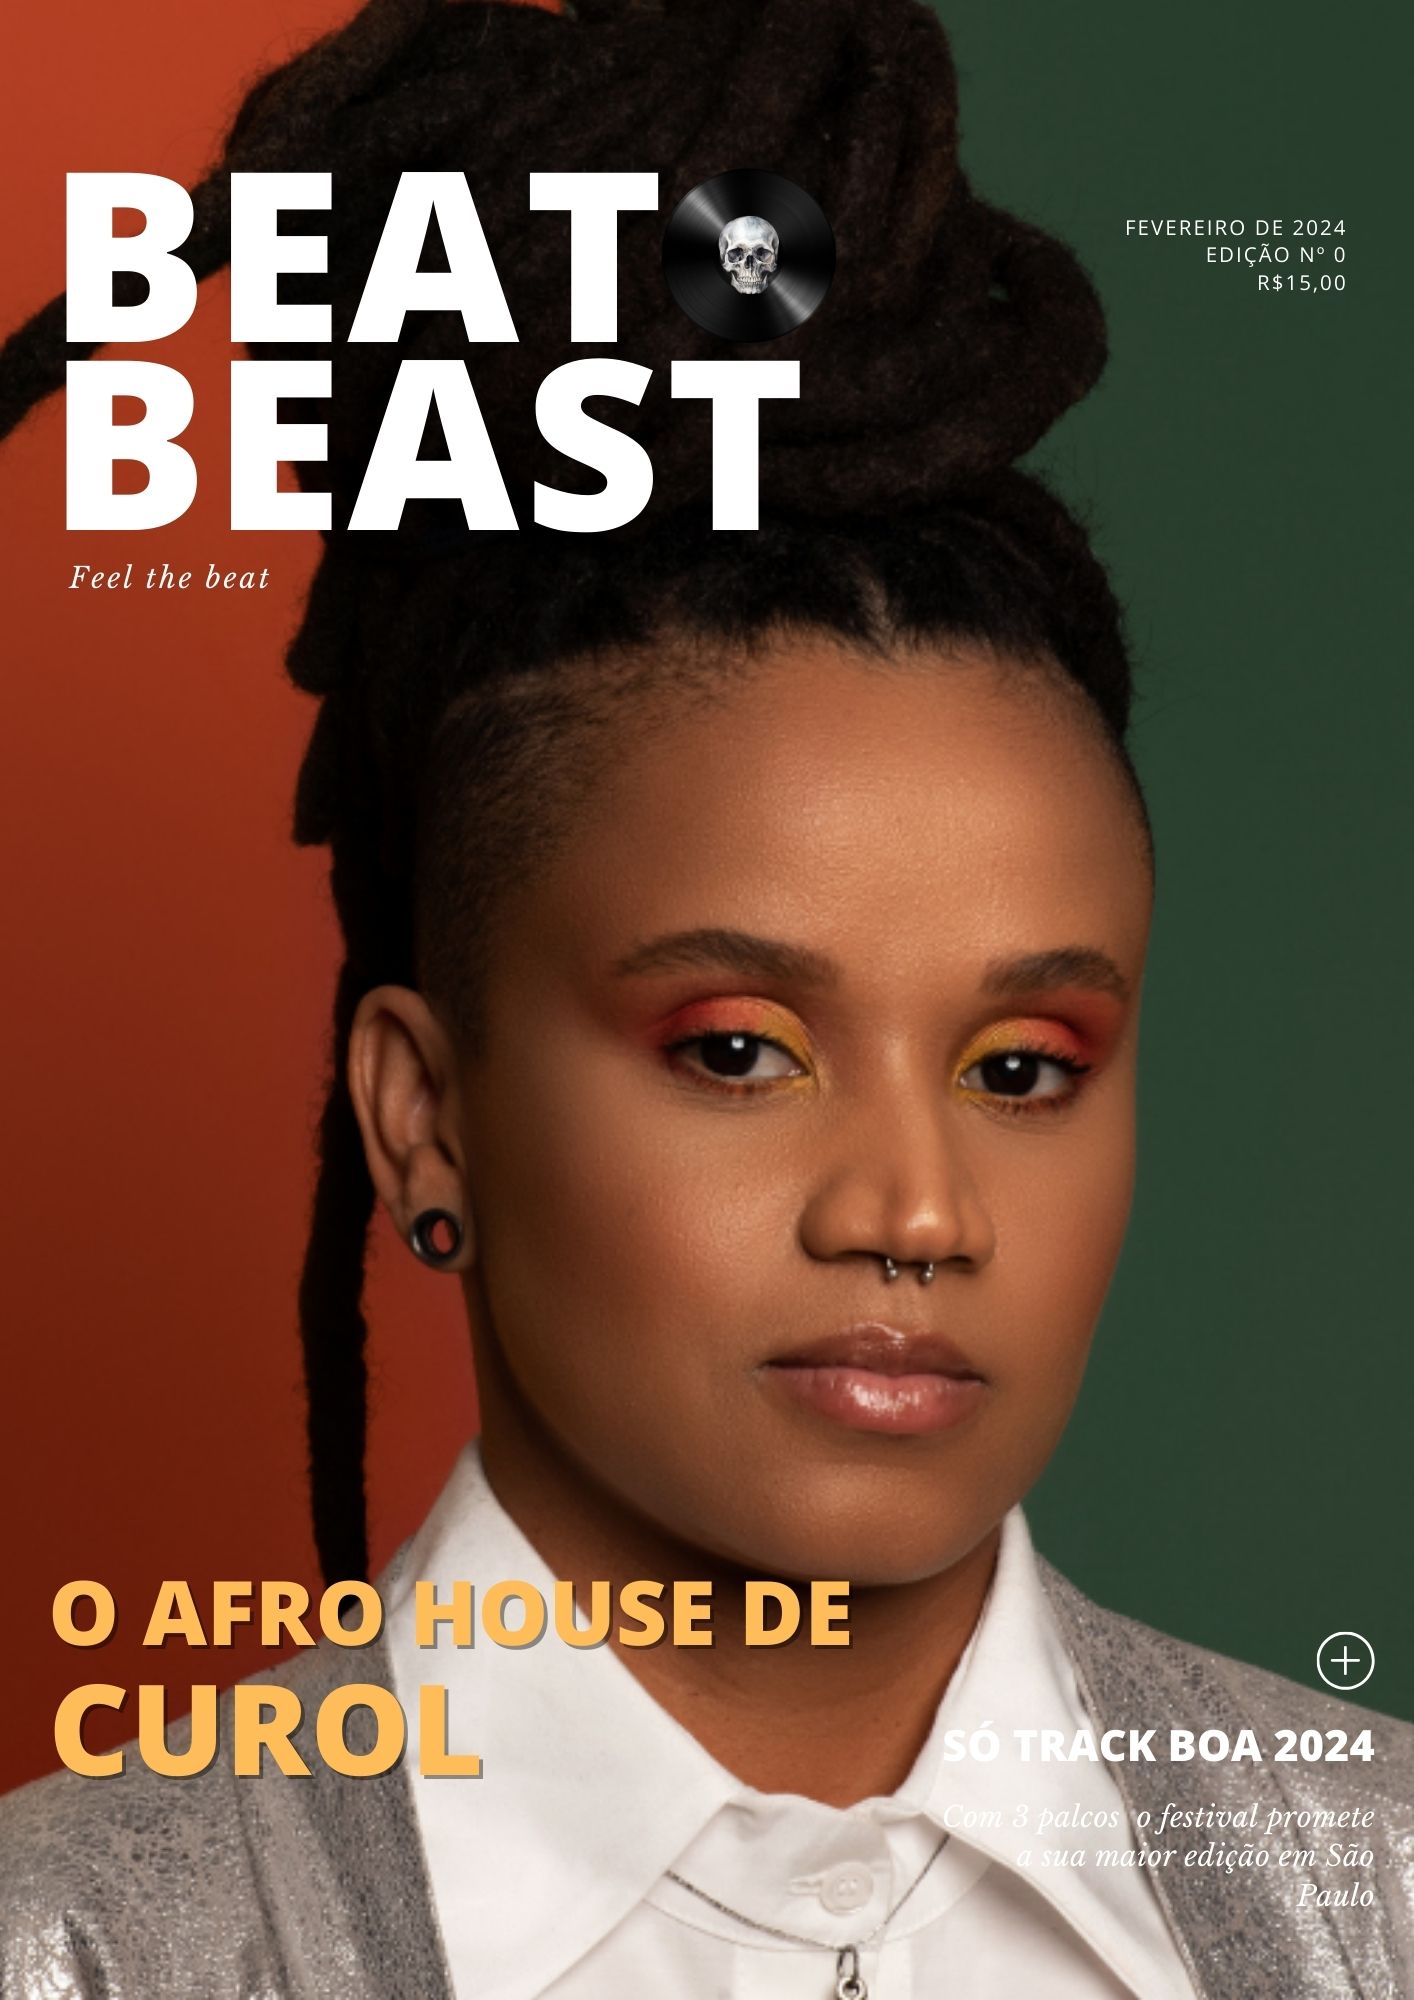 BEAT
BEAST
Feel the beat
FEVEREIRO DE 2024
EDIÇÃO Nº 0
R$15,00
O AFRO HOUSE DE
CUROL
SÓ TRACK BOA 2024
Com 3 palcos  o festival promete
a sua maior edição em São
Paulo